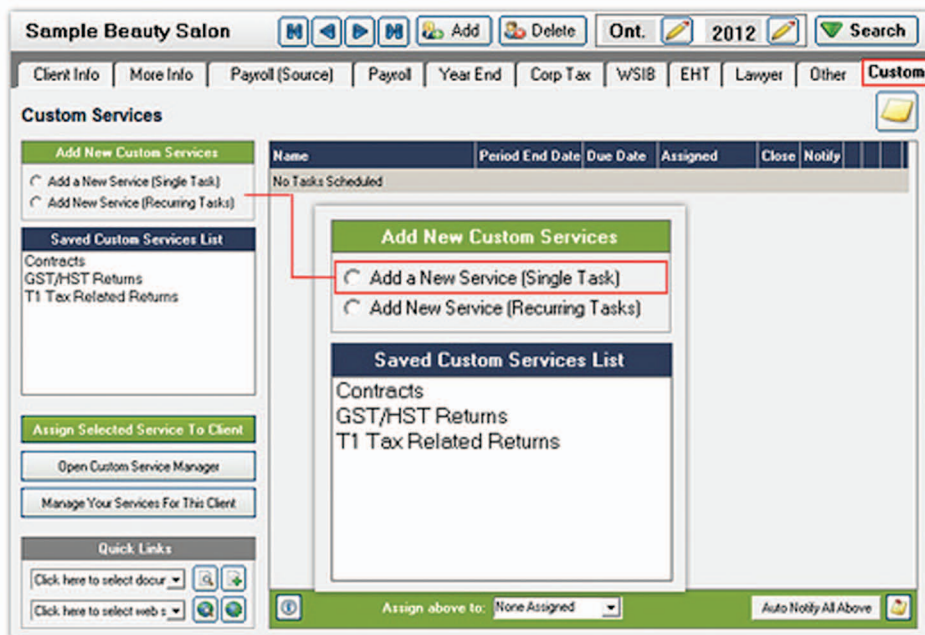 Sample Beauty Salon
Add
Delete
Ont.
2012
Search
Client Info
More Info
Payroll (Source)
Payroll
Year End
Corp Tax
WSIB
EHT
Lawyer
Other
Custom
Custom Services
Add New Custom Services
Add a New Service (Single Task)
Add New Service (Recurring Tasks)
Saved Custom Services List
Contracts
GST/HST Returns
T1 Tax Related Returns
Assign Selected Service To Client
Open Custom Service Manager
Manage Your Services For This Client
Quick Links
Click here to select docur
Click here to select web s
Name
Period End Date
Due Date
Assigned
Close
Notify
No Tasks Scheduled
Add New Custom Services
Add a New Service (Single Task)
Add New Service (Recurring Tasks)
Saved Custom Services List
Contracts
GST/HST Returns
T1 Tax Related Returns
Assign above to:
None Assigned
Auto Notify All Above